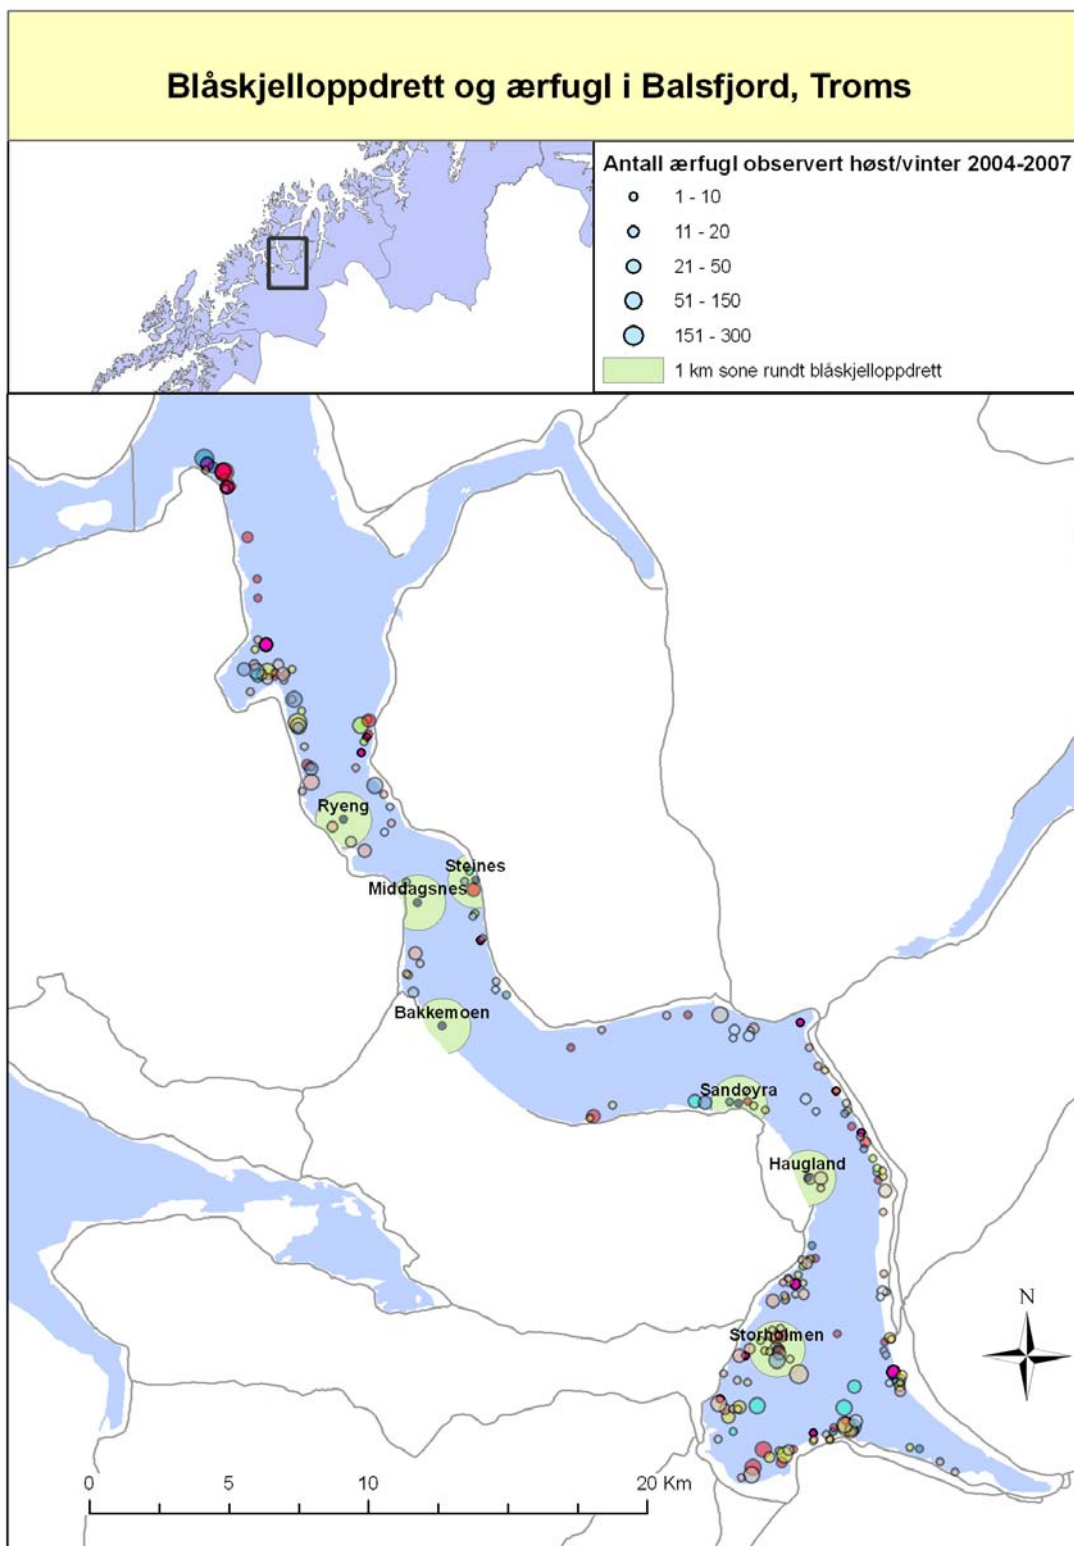 Blåskjelloppdrett og ærfugl i Balsfjord, Troms
Antall ærfugl observert høst/vinter 2004-2007
1 - 10
11 - 20
21 - 50
51 - 150
151 - 300
1 km sone rundt blåskjelloppdrett
Ryeng
Steines
Middagsnes
Bakkemoen
Sandøyra
Haugland
Storholmen
N
0 5 10 20 Km